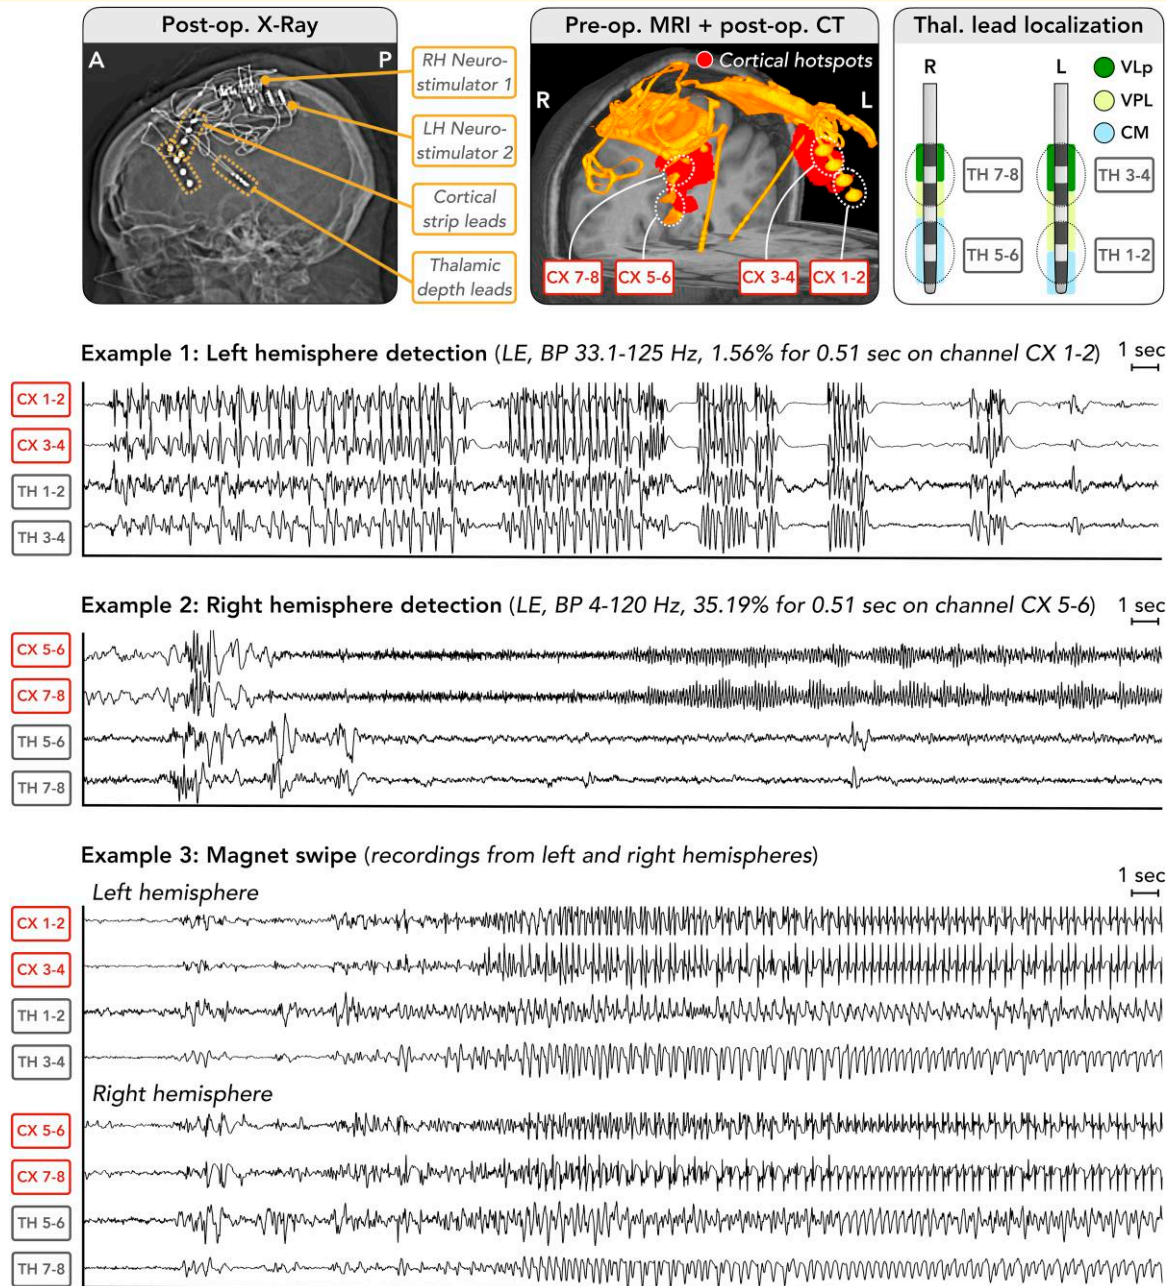 Post-op. X-Ray
A
P
RH Neuro-
stimulator 1
LH Neuro-
stimulator 2
Cortical
strip leads
Thalamic
depth leads
Pre-op. MRI + post-op. CT
Cortical hotspots
R
L
CX 7-8
CX 5-6
CX 3-4
CX 1-2
Thal. lead localization
R
L
VLp
VPL
CM
TH 7-8
TH 3-4
TH 5-6
TH 1-2
Example 1: Left hemisphere detection (LE, BP 33.1-125 Hz, 1.56% for 0.51 sec on channel CX 1-2)
1 sec
CX 1-2
CX 3-4
TH 1-2
TH 3-4
Example 2: Right hemisphere detection (LE, BP 4-120 Hz, 35.19% for 0.51 sec on channel CX 5-6)
1 sec
CX 5-6
CX 7-8
TH 5-6
TH 7-8
Example 3: Magnet swipe (recordings from left and right hemispheres)
1 sec
Left hemisphere
CX 1-2
CX 3-4
TH 1-2
TH 3-4
Right hemisphere
CX 5-6
CX 7-8
TH 5-6
TH 7-8